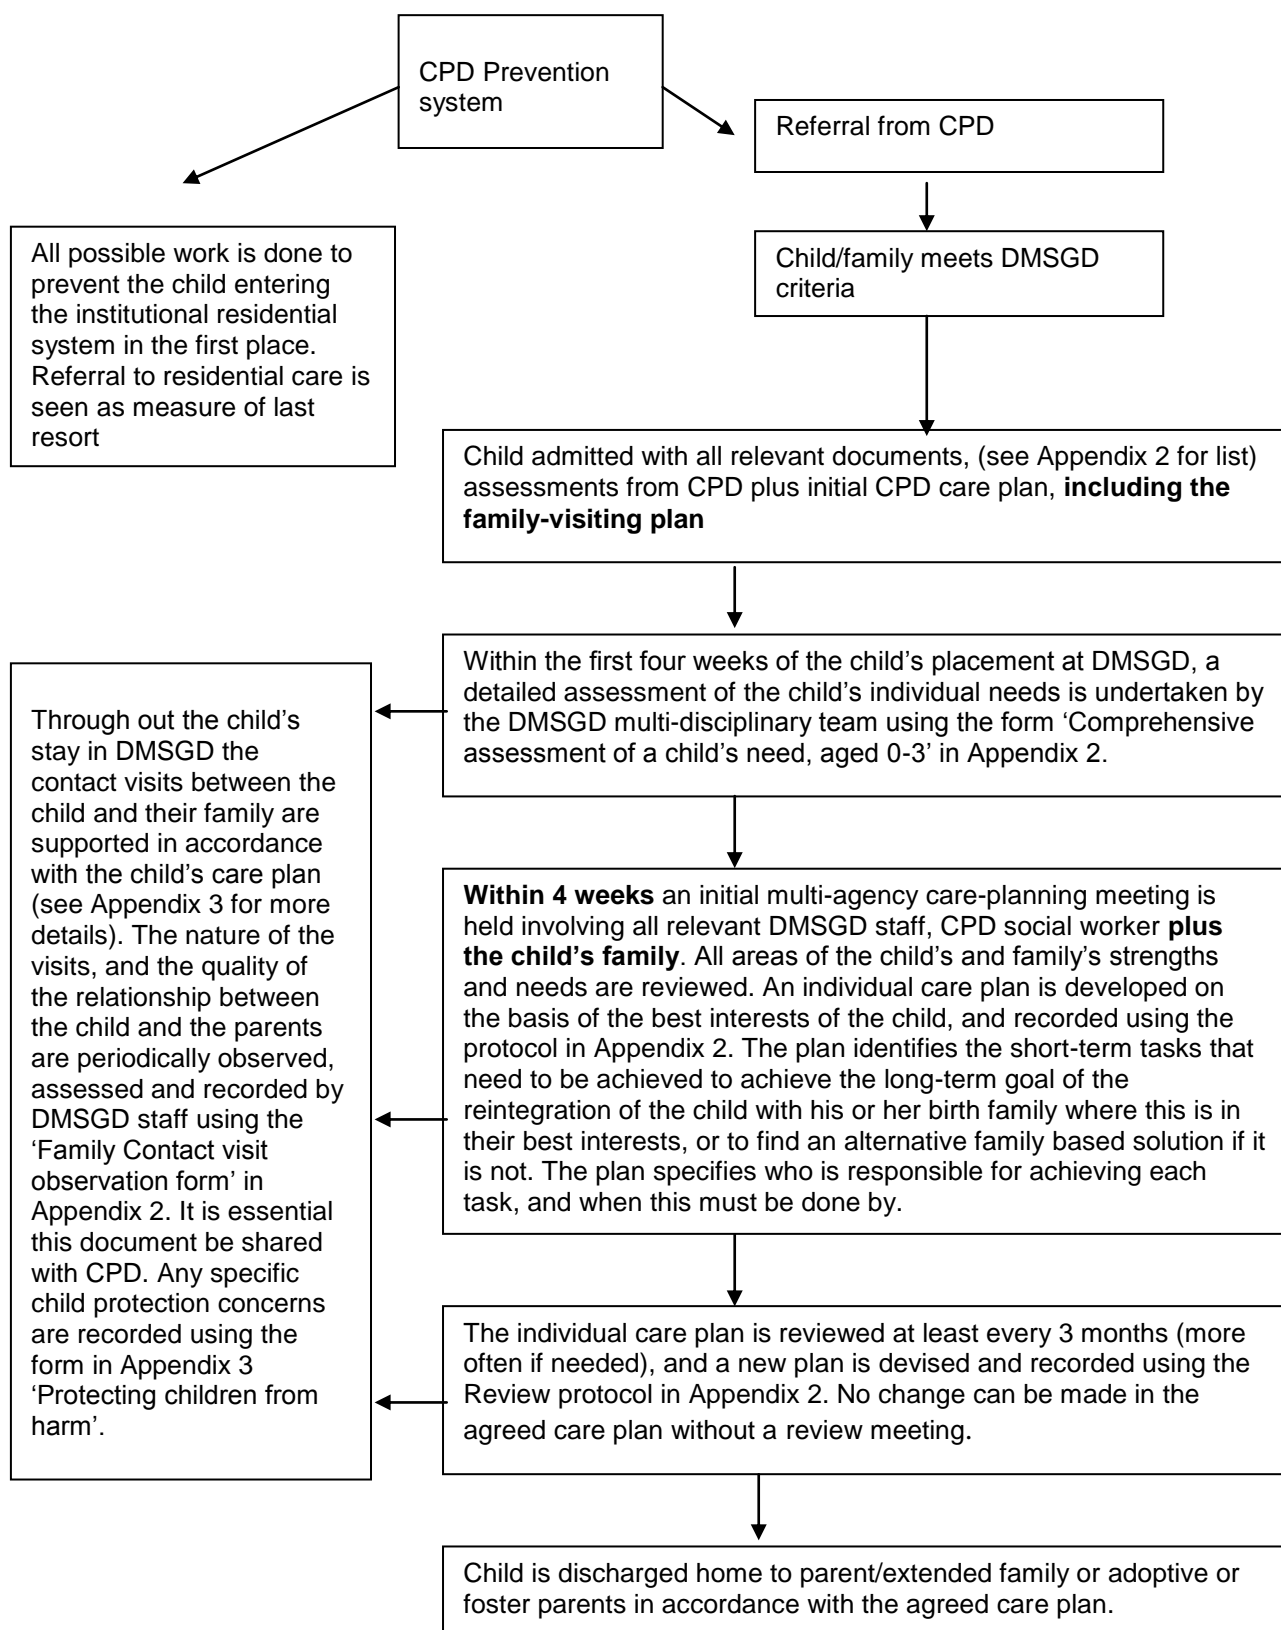 CPD Prevention
system
Referral from CPD
All possible work is done to
prevent the child entering
the institutional residential
system in the first place.
Referral to residential care is
seen as measure of last
resort
Child/family meets DMSGD
criteria
Child admitted with all relevant documents, (see Appendix 2 for list)
assessments from CPD plus initial CPD care plan, including the
family-visiting plan
Within the first four weeks of the child’s placement at DMSGD, a
detailed assessment of the child’s individual needs is undertaken by
the DMSGD multi-disciplinary team using the form ‘Comprehensive
assessment of a child’s need, aged 0-3’ in Appendix 2.
Through out the child’s
stay in DMSGD the
contact visits between the
child and their family are
supported in accordance
with the child’s care plan
(see Appendix 3 for more
details). The nature of the
visits, and the quality of
the relationship between
the child and the parents
are periodically observed,
assessed and recorded by
DMSGD staff using the
‘Family Contact visit
observation form’ in
Appendix 2. It is essential
this document be shared
with CPD. Any specific
child protection concerns
are recorded using the
form in Appendix 3
‘Protecting children from
harm’.
Within 4 weeks an initial multi-agency care-planning meeting is
held involving all relevant DMSGD staff, CPD social worker plus
the child’s family. All areas of the child’s and family’s strengths
and needs are reviewed. An individual care plan is developed on
the basis of the best interests of the child, and recorded using the
protocol in Appendix 2. The plan identifies the short-term tasks that
need to be achieved to achieve the long-term goal of the
reintegration of the child with his or her birth family where this is in
their best interests, or to find an alternative family based solution if it
is not. The plan specifies who is responsible for achieving each
task, and when this must be done by.
The individual care plan is reviewed at least every 3 months (more
often if needed), and a new plan is devised and recorded using the
Review protocol in Appendix 2. No change can be made in the
agreed care plan without a review meeting.
Child is discharged home to parent/extended family or adoptive or
foster parents in accordance with the agreed care plan.